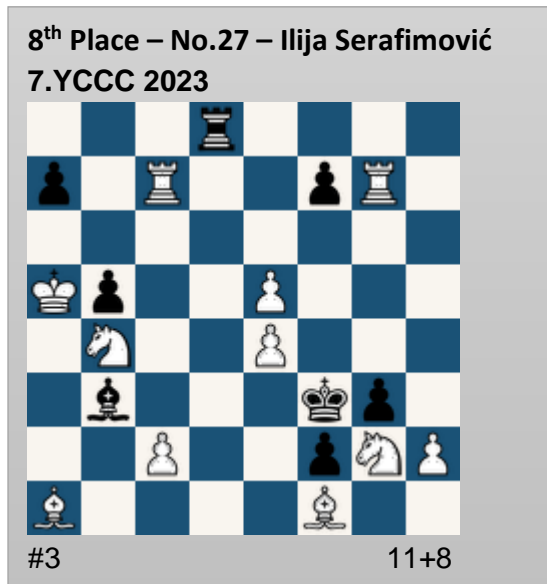 8th Place – No.27 – Ilija Serafimović
7.YCCC 2023
#3 11+8